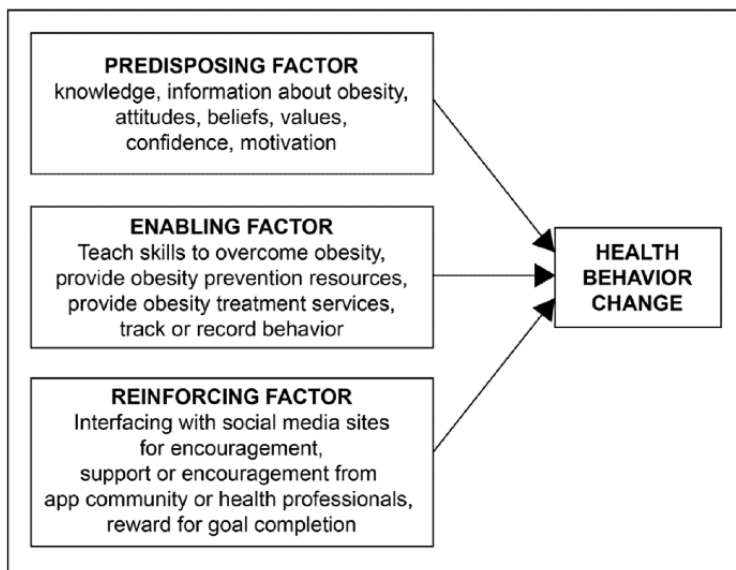 PREDISPOSING FACTOR
knowledge, information about obesity,
attitudes, beliefs, values,
confidence, motivation
ENABLING FACTOR
Teach skills to overcome obesity,
provide obesity prevention resources,
provide obesity treatment services,
track or record behavior
REINFORCING FACTOR
Interfacing with social media sites
for encouragement,
support or encouragement from
app community or health professionals,
reward for goal completion
HEALTH
BEHAVIOR
CHANGE